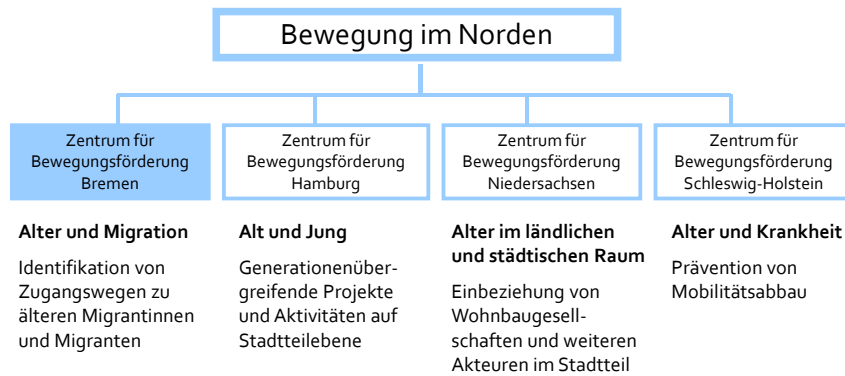 Bewegung im Norden
Zentrum für
Bewegungsförderung
Bremen
Zentrum für
Bewegungsförderung
Hamburg
Zentrum für
Bewegungsförderung
Niedersachsen
Zentrum für
Bewegungsförderung
Schleswig-Holstein
Alter und Migration
Identifikation von
Zugangswegen zu
älteren Migrantinnen
und Migranten
Alt und Jung
Generationenüber-
greifende Projekte
und Aktivitäten auf
Stadtteilebene
Alter im ländlichen
und städtischen Raum
Einbeziehung von
Wohnbaugesell-
schaften und weiteren
Akteuren im Stadtteil
Alter und Krankheit
Prävention von
Mobilitätsabbau